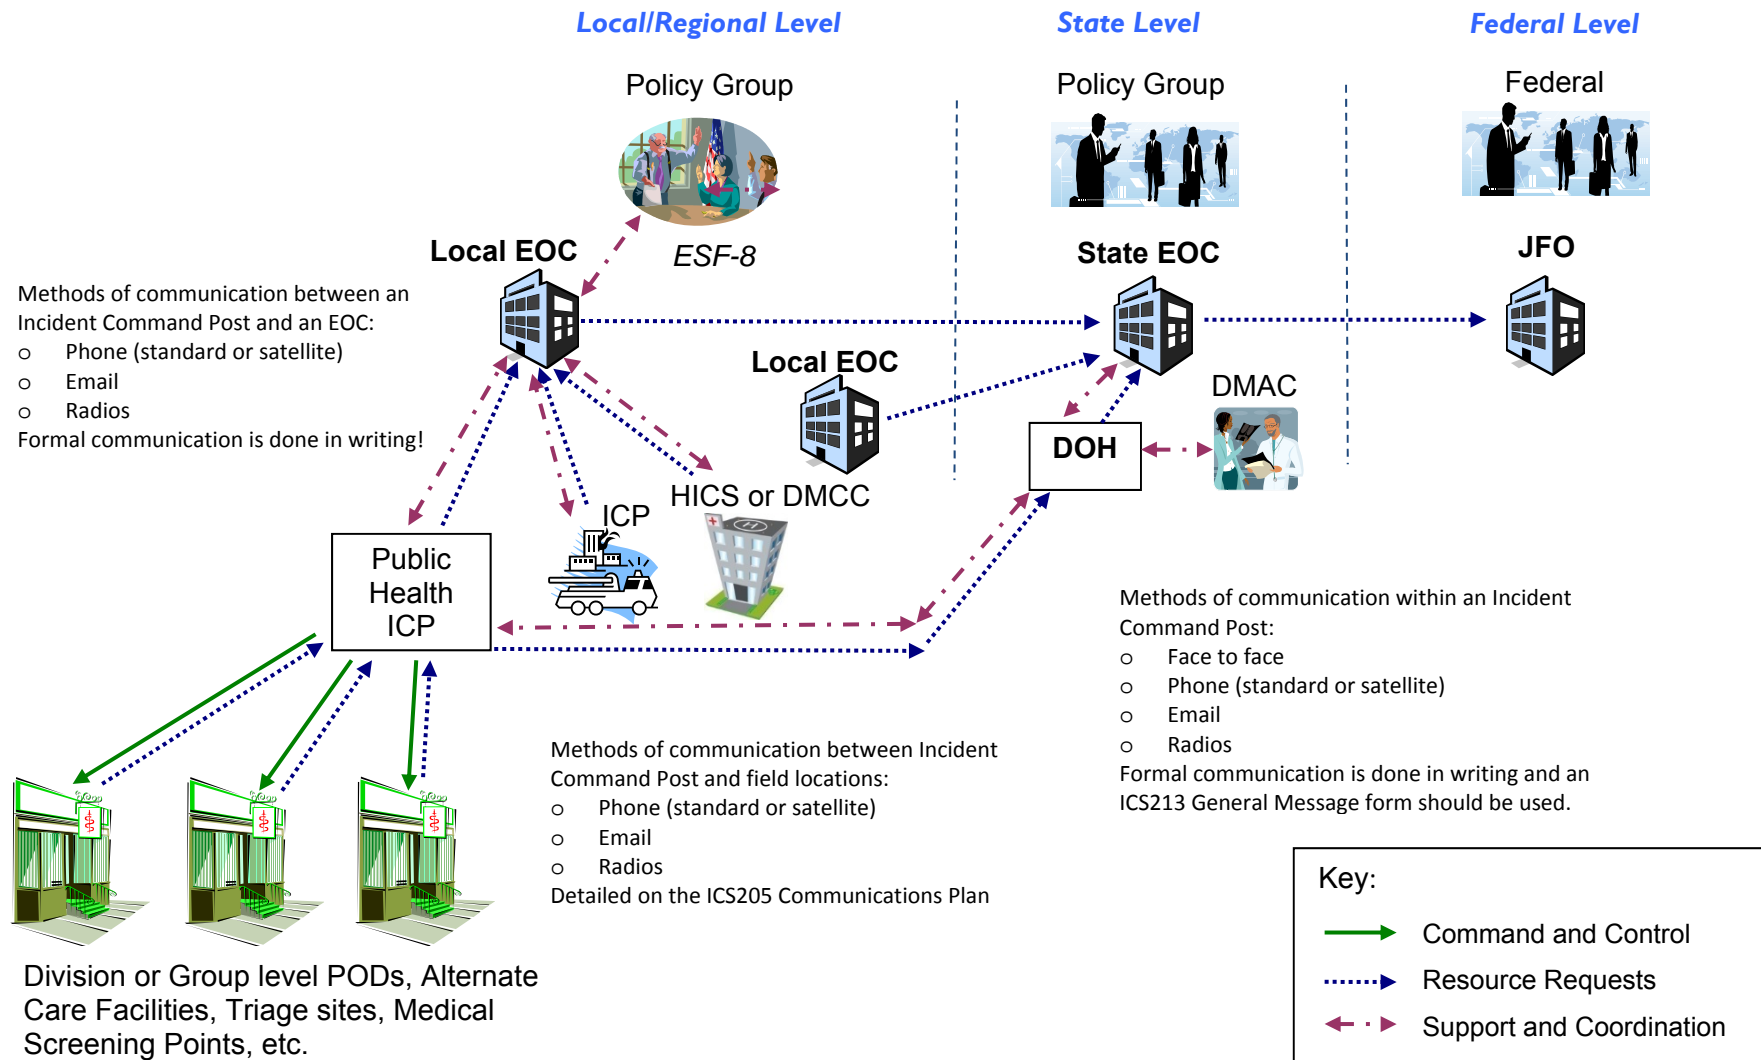 Local/Regional Level
State Level
Federal Level
Policy Group
Policy Group
Federal
ESF-8
Local EOC
State EOC
JFO
Methods of communication between an
Incident Command Post and an EOC:
o Phone (standard or satellite)
o Email
o Radios
Formal communication is done in writing!
Local EOC
DMAC
DOH
HICS or DMCC
ICP
H
Public
Health
ICP
Methods of communication within an Incident
Command Post:
o Face to face
o Phone (standard or satellite)
o Email
o Radios
Formal communication is done in writing and an
ICS213 General Message form should be used.
Methods of communication between Incident
Command Post and field locations:
o Phone (standard or satellite)
o Email
o Radios
Detailed on the ICS205 Communications Plan
Division or Group level PODs, Alternate
Care Facilities, Triage sites, Medical
Screening Points, etc.
Key:
Command and Control
Resource Requests
Support and Coordination